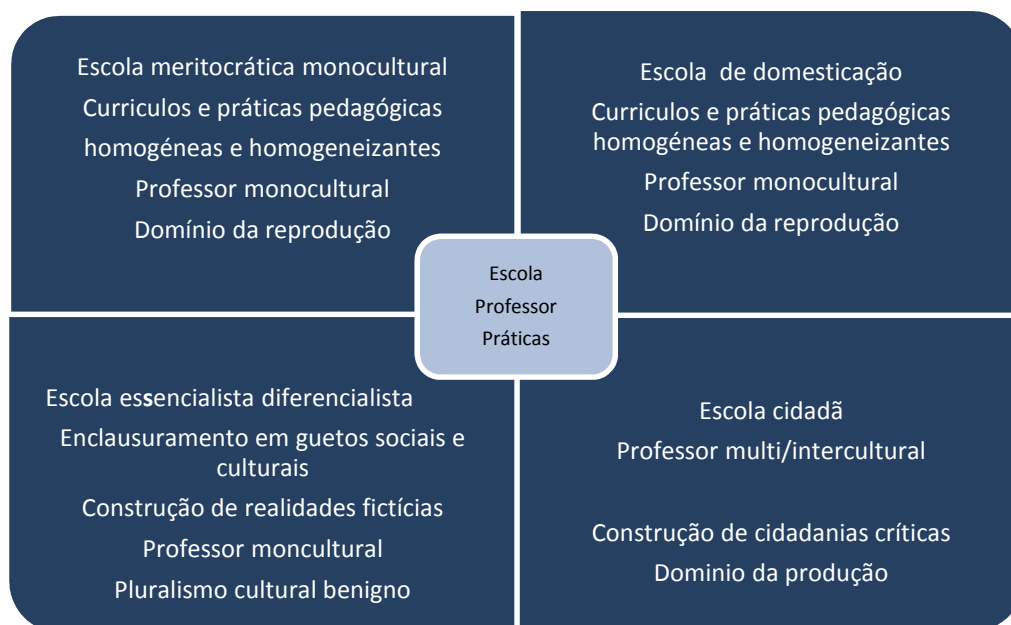 Escola meritocrática monocultural
Curriculos e práticas pedagógicas
homogéneas e homogeneizantes
Professor monocultural
Domínio da reprodução
Escola de domesticação
Curriculos e práticas pedagógicas
homogéneas e homogeneizantes
Professor monocultural
Domínio da reprodução
Escola
Professor
Práticas
Escola essencialista diferencialista
Enclausuramento em guetos sociais e
culturais
Construção de realidades fictícias
Professor moncultural
Pluralismo cultural benigno
Escola cidadã
Professor multi/intercultural
Construção de cidadanias críticas
Dominio da produção